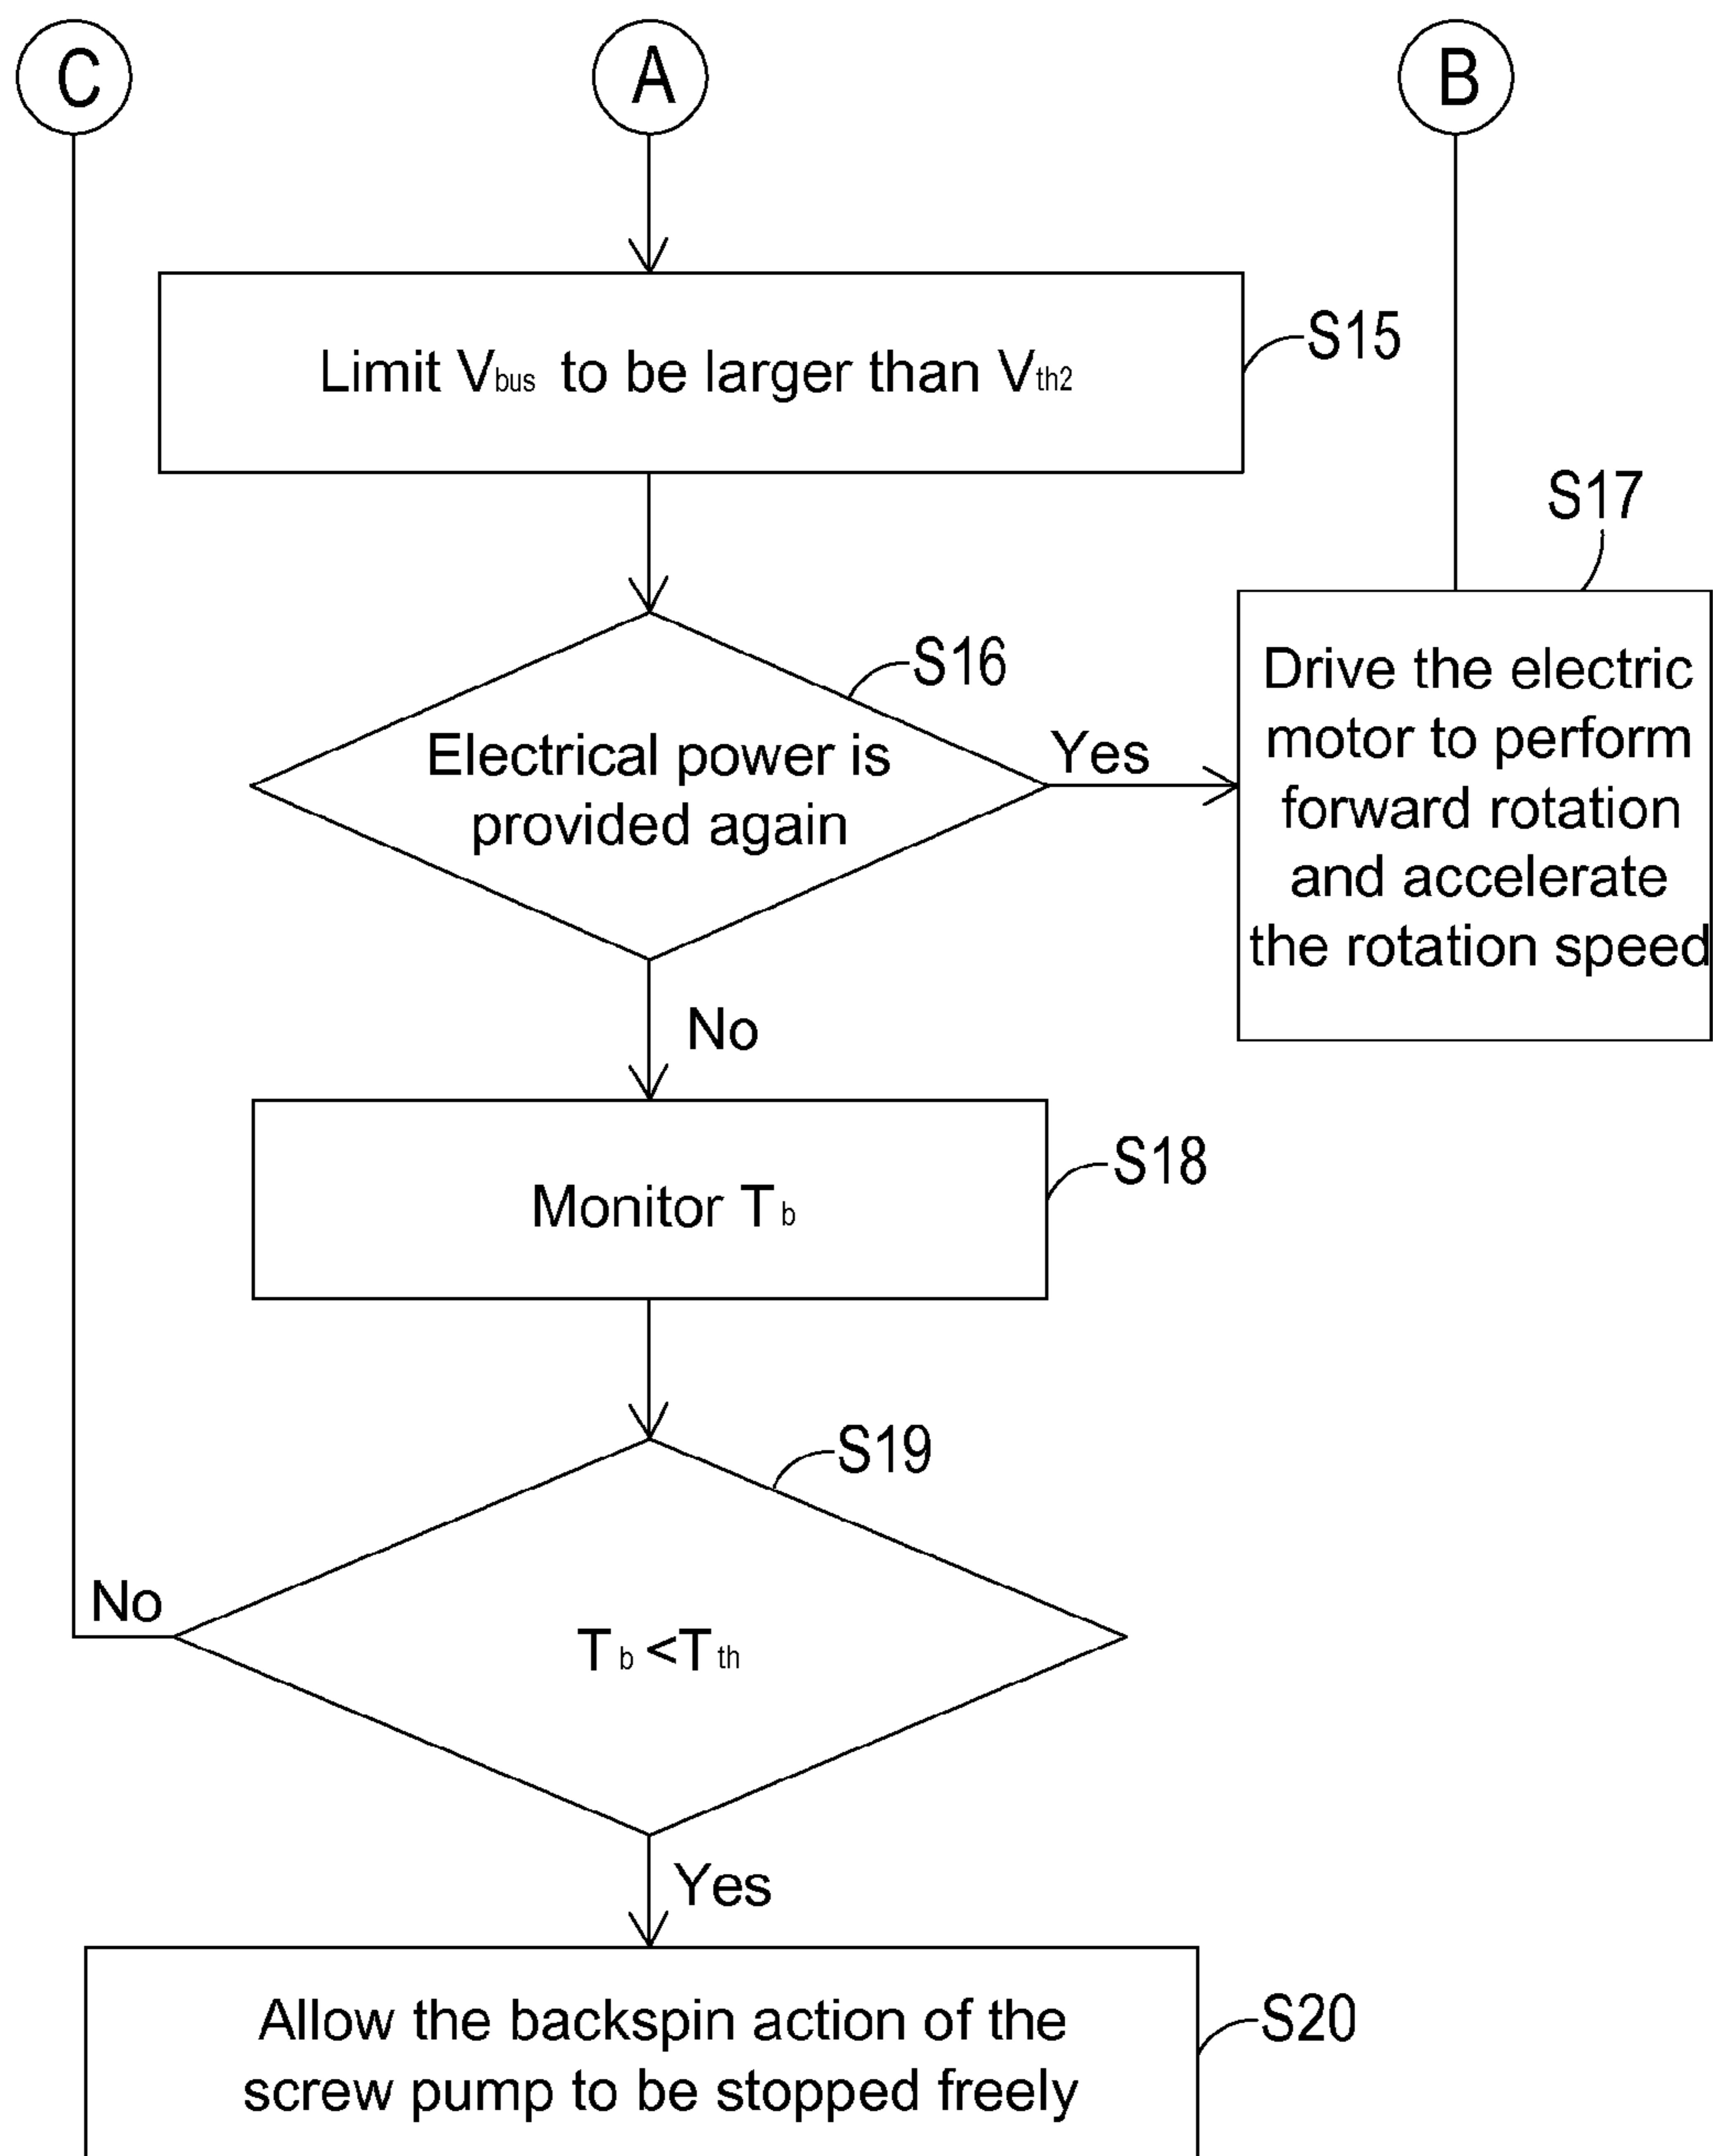 C
A
B
Limit Vbus to be larger than Vth2
S15
S17
S16
Electrical power is
provided again
Yes
Drive the electric
motor to perform
forward rotation
and accelerate
the rotation speed
No
Monitor Tb
S18
S19
No
Tb <Tth
Yes
Allow the backspin action of the
screw pump to be stopped freely
S20